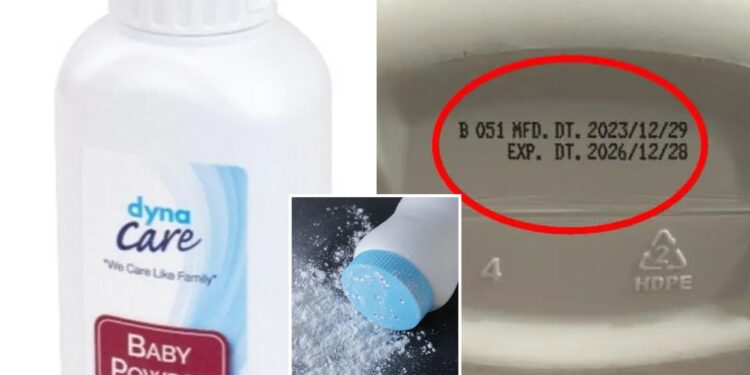 dyna
care
"We Care Like Family"
BABY
B 051 MFD. DT. 2023/12/29
EXP. DT. 2026/12/28
4
2
HDPE